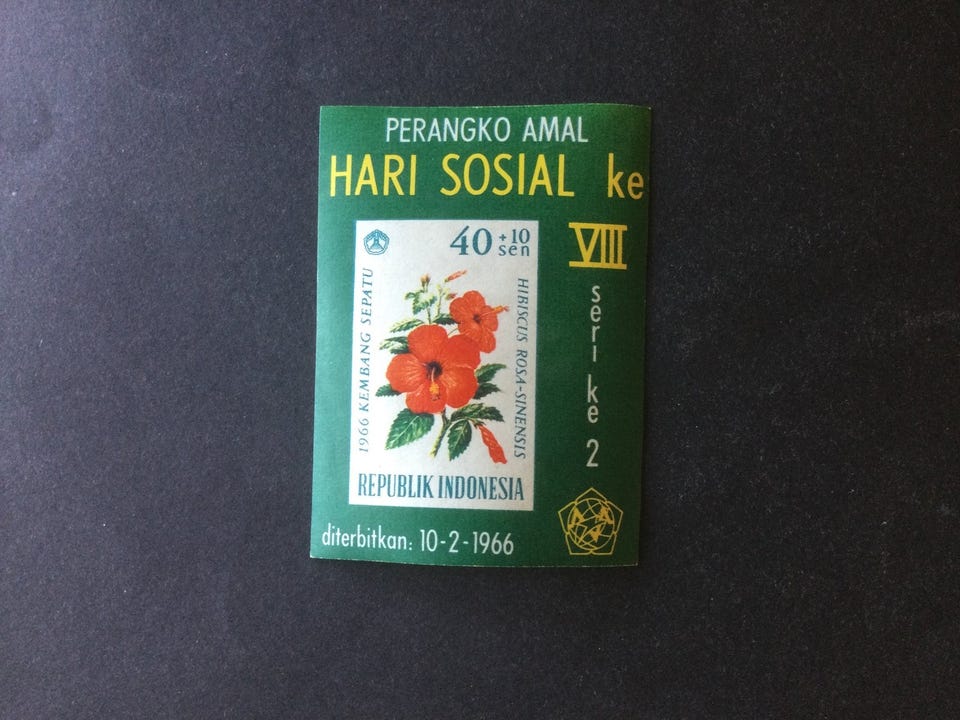 PERANGKO AMAL
HARI SOSIAL ke
VIII
seri ke 2
40 +10 sen
1966 KEMBANG SEPATU
HIBISCUS ROSA-SINENSIS
REPUBLIK INDONESIA
diterbitkan: 10-2-1966